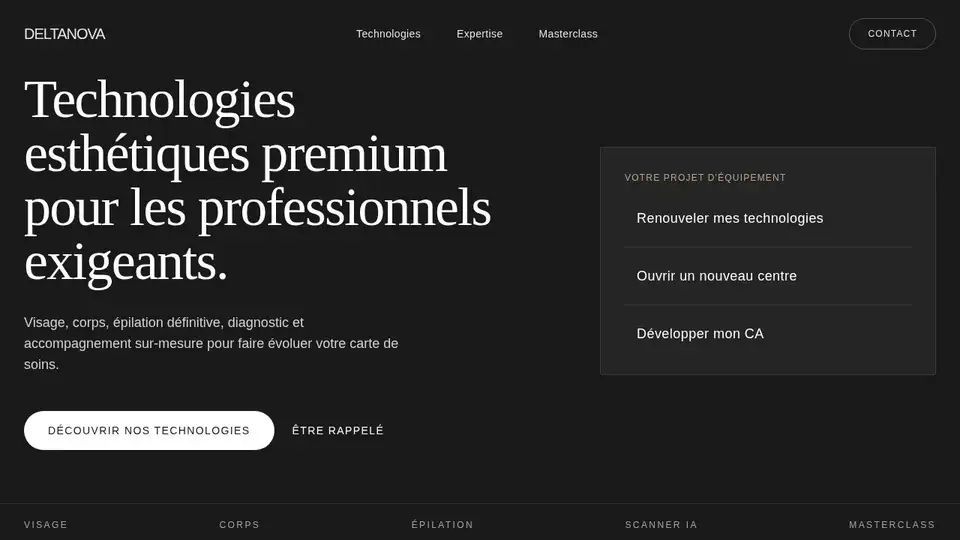 DELTANOVA
Technologies
Expertise
Masterclass
CONTACT
Technologies
esthétiques premium
pour les professionnels
exigeants.
Visage, corps, épilation définitive, diagnostic et
accompagnement sur-mesure pour faire évoluer votre carte de
soins.
DÉCOUVRIR NOS TECHNOLOGIES
ÊTRE RAPPELÉ
VOTRE PROJET D'ÉQUIPEMENT
Renouveler mes technologies
Ouvrir un nouveau centre
Développer mon CA
VISAGE
CORPS
ÉPILATION
SCANNER IA
MASTERCLASS